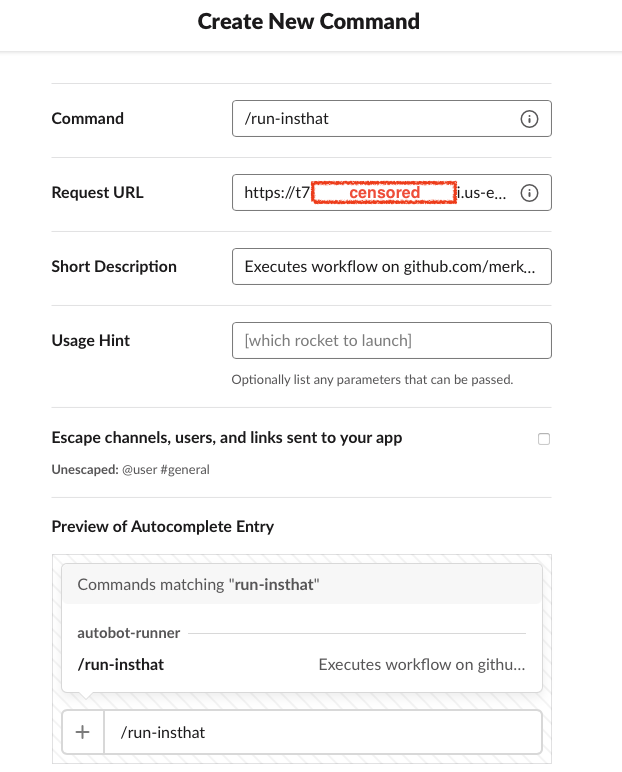 Create New Command
Command
/run-insthat
Request URL
https://t7 censored i.us-e...
Short Description
Executes workflow on github.com/merk...
Usage Hint
[which rocket to launch]
Optionally list any parameters that can be passed.
Escape channels, users, and links sent to your app
Unescaped: @user #general
Preview of Autocomplete Entry
Commands matching "run-insthat"
autobot-runner
/run-insthat
Executes workflow on githu...
+
/run-insthat